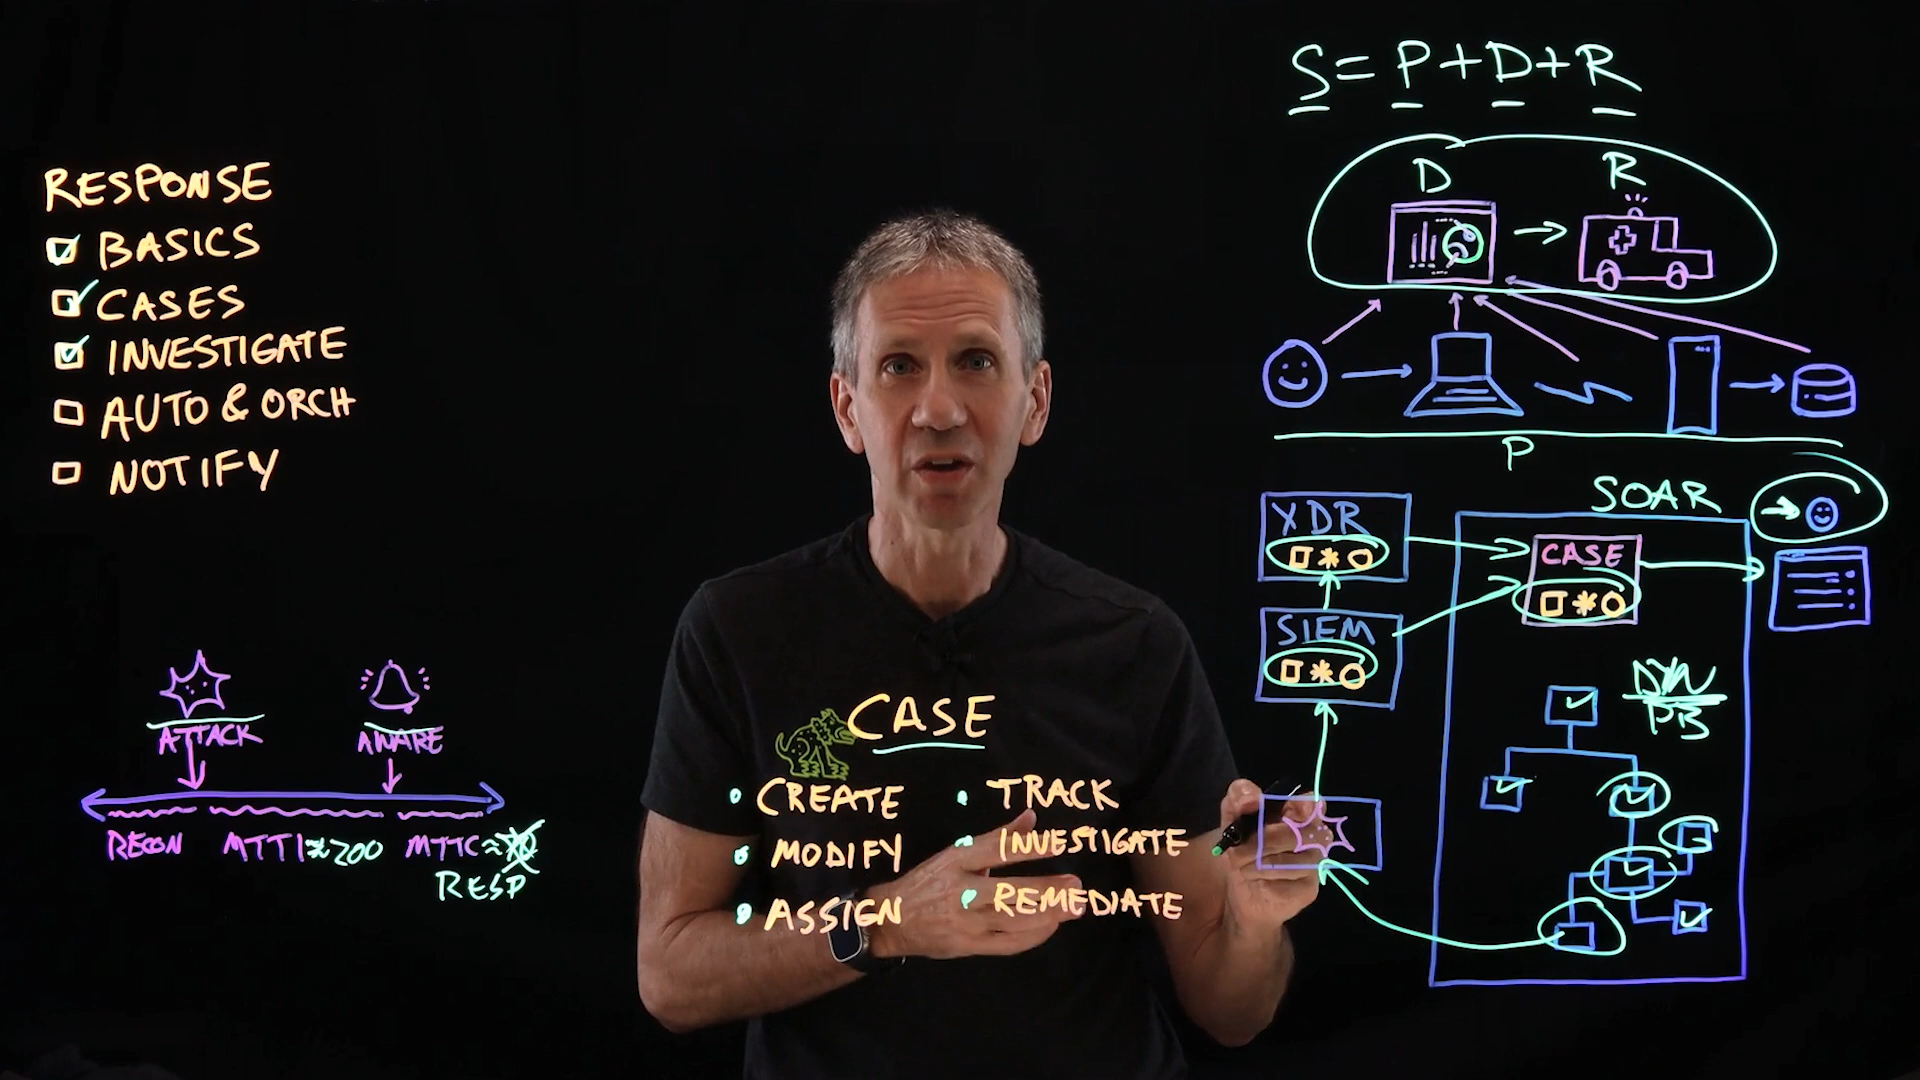 RESPONSE
BASICS
CASES
INVESTIGATE
AUTO & ORCH
NOTIFY
ATTACK
AWARE
RECON
MTTI≈200
MTTC≈
RESP
CASE
• CREATE
• MODIFY
• ASSIGN
• TRACK
• INVESTIGATE
• REMEDIATE
S=P+D+R
D
R
P
XDR
SIEM
SOAR
CASE
DYN
PB